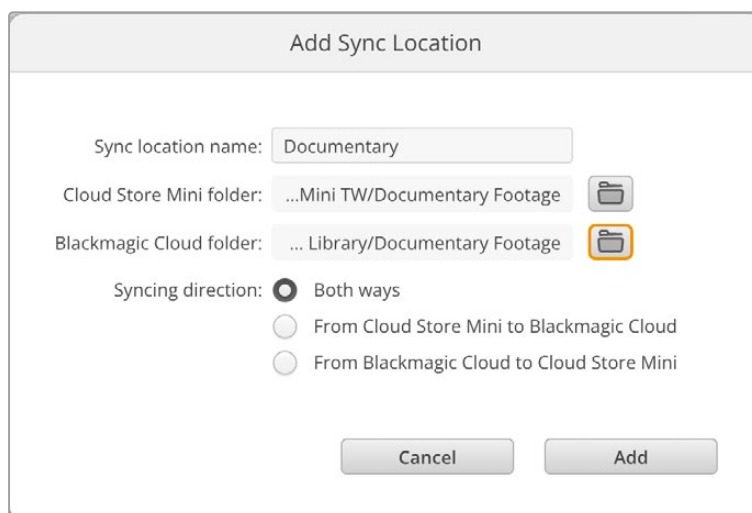 Add Sync Location
Sync location name: Documentary
Cloud Store Mini folder: ...Mini TW/Documentary Footage
Blackmagic Cloud folder: ... Library/Documentary Footage
Syncing direction: Both ways
From Cloud Store Mini to Blackmagic Cloud
From Blackmagic Cloud to Cloud Store Mini
Cancel Add